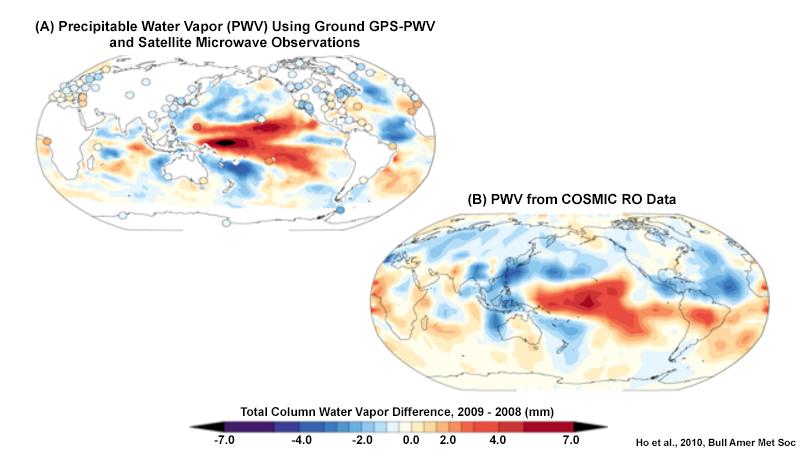 (A) Precipitable Water Vapor (PWV) Using Ground GPS-PWV
and Satellite Microwave Observations
(B) PWV from COSMIC RO Data
Total Column Water Vapor Difference, 2009 - 2008 (mm)
-7.0 -4.0 -2.0 0.0 2.0 4.0 7.0
Ho et al., 2010, Bull Amer Met Soc